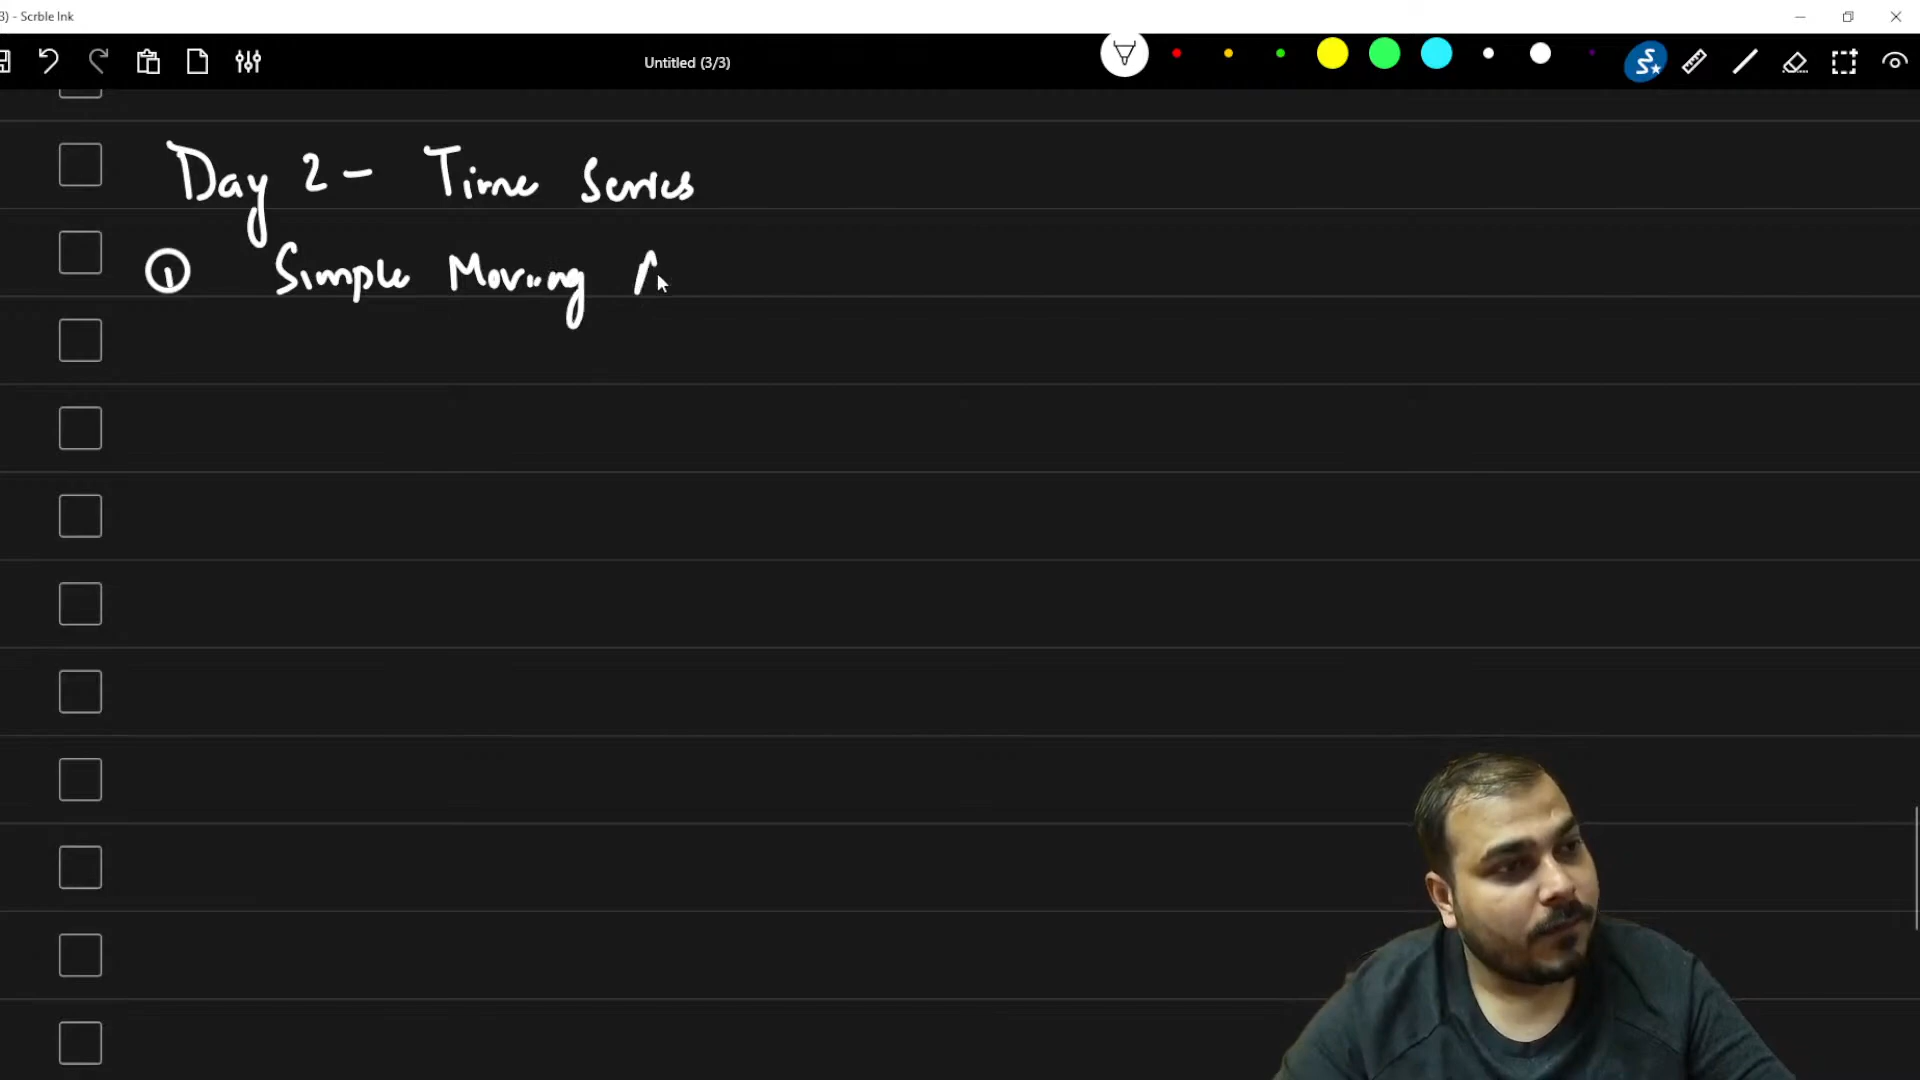 3) - Scrble Ink
Untitled (3/3)
Day 2 - Time Series
① Simple Moving A